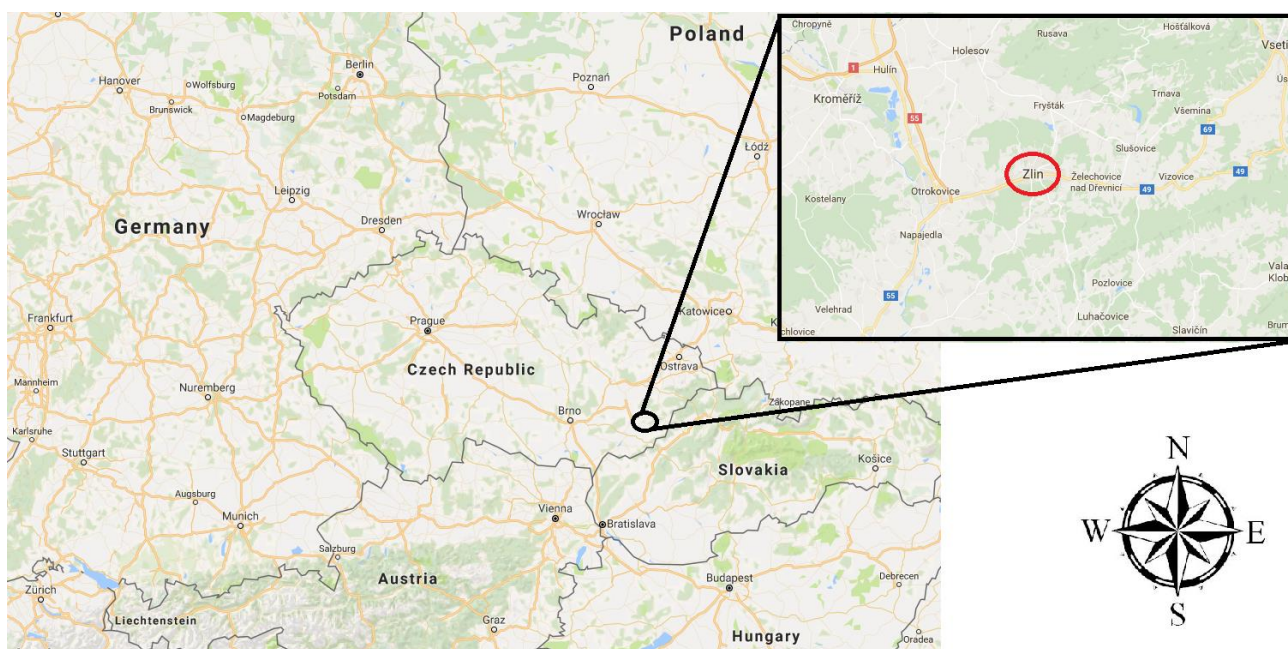 Poland
Berlin
Hanover
Wolfsburg
Poznań
Potsdam
Brunswick
Magdeburg
Łódź
Leipzig
Wrocław
Dresden
Germany
Frankfurt
Prague
Katowice
Ostrava
Czech Republic
Mannheim
Nuremberg
Zakopane
Brno
Karlsruhe
Stuttgart
Slovakia
Košice
Augsburg
Munich
Vienna
Bratislava
Salzburg
Zürich
Austria
Budapest
Debrecen
Liechtenstein
Graz
Hungary
Oradea
Chropyně
Rusava
Hošťálková
Holesov
Vsetí
1
Hulín
Kroměříž
Fryšták
Trnava
Všemina
55
69
Slušovice
Zlín
Želechovice
nad Dřevnicí
Vizovice
49
49
Otrokovice
Kostelany
Napajedla
Vala
Klob
Pozlovice
55
Velehrad
Luhačovice
chlovice
Slavičín
Brum
N
W
E
S